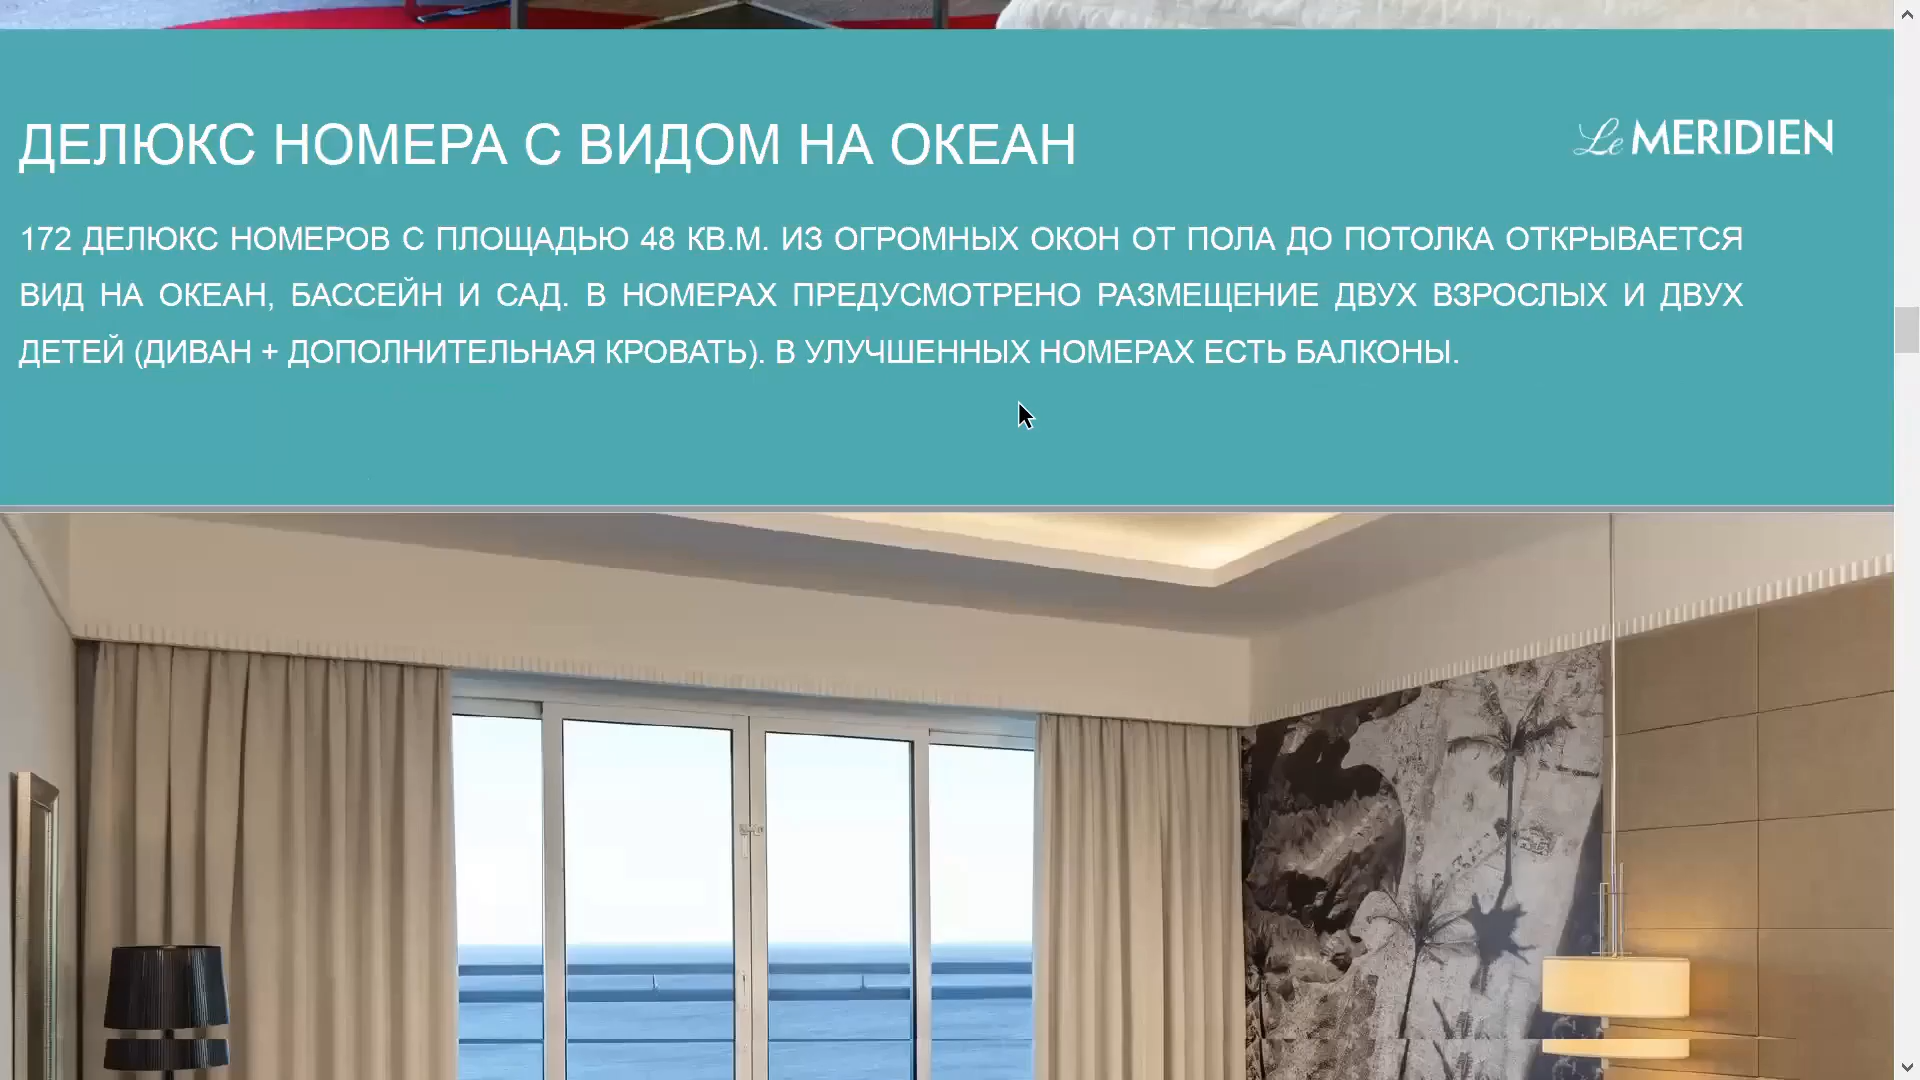 ДЕЛЮКС НОМЕРА С ВИДОМ НА ОКЕАН
Le MERIDIEN
172 ДЕЛЮКС НОМЕРОВ С ПЛОЩАДЬЮ 48 КВ.М. ИЗ ОГРОМНЫХ ОКОН ОТ ПОЛА ДО ПОТОЛКА ОТКРЫВАЕТСЯ
ВИД НА ОКЕАН, БАССЕЙН И САД. В НОМЕРАХ ПРЕДУСМОТРЕНО РАЗМЕЩЕНИЕ ДВУХ ВЗРОСЛЫХ И ДВУХ
ДЕТЕЙ (ДИВАН + ДОПОЛНИТЕЛЬНАЯ КРОВАТЬ). В УЛУЧШЕННЫХ НОМЕРАХ ЕСТЬ БАЛКОНЫ.